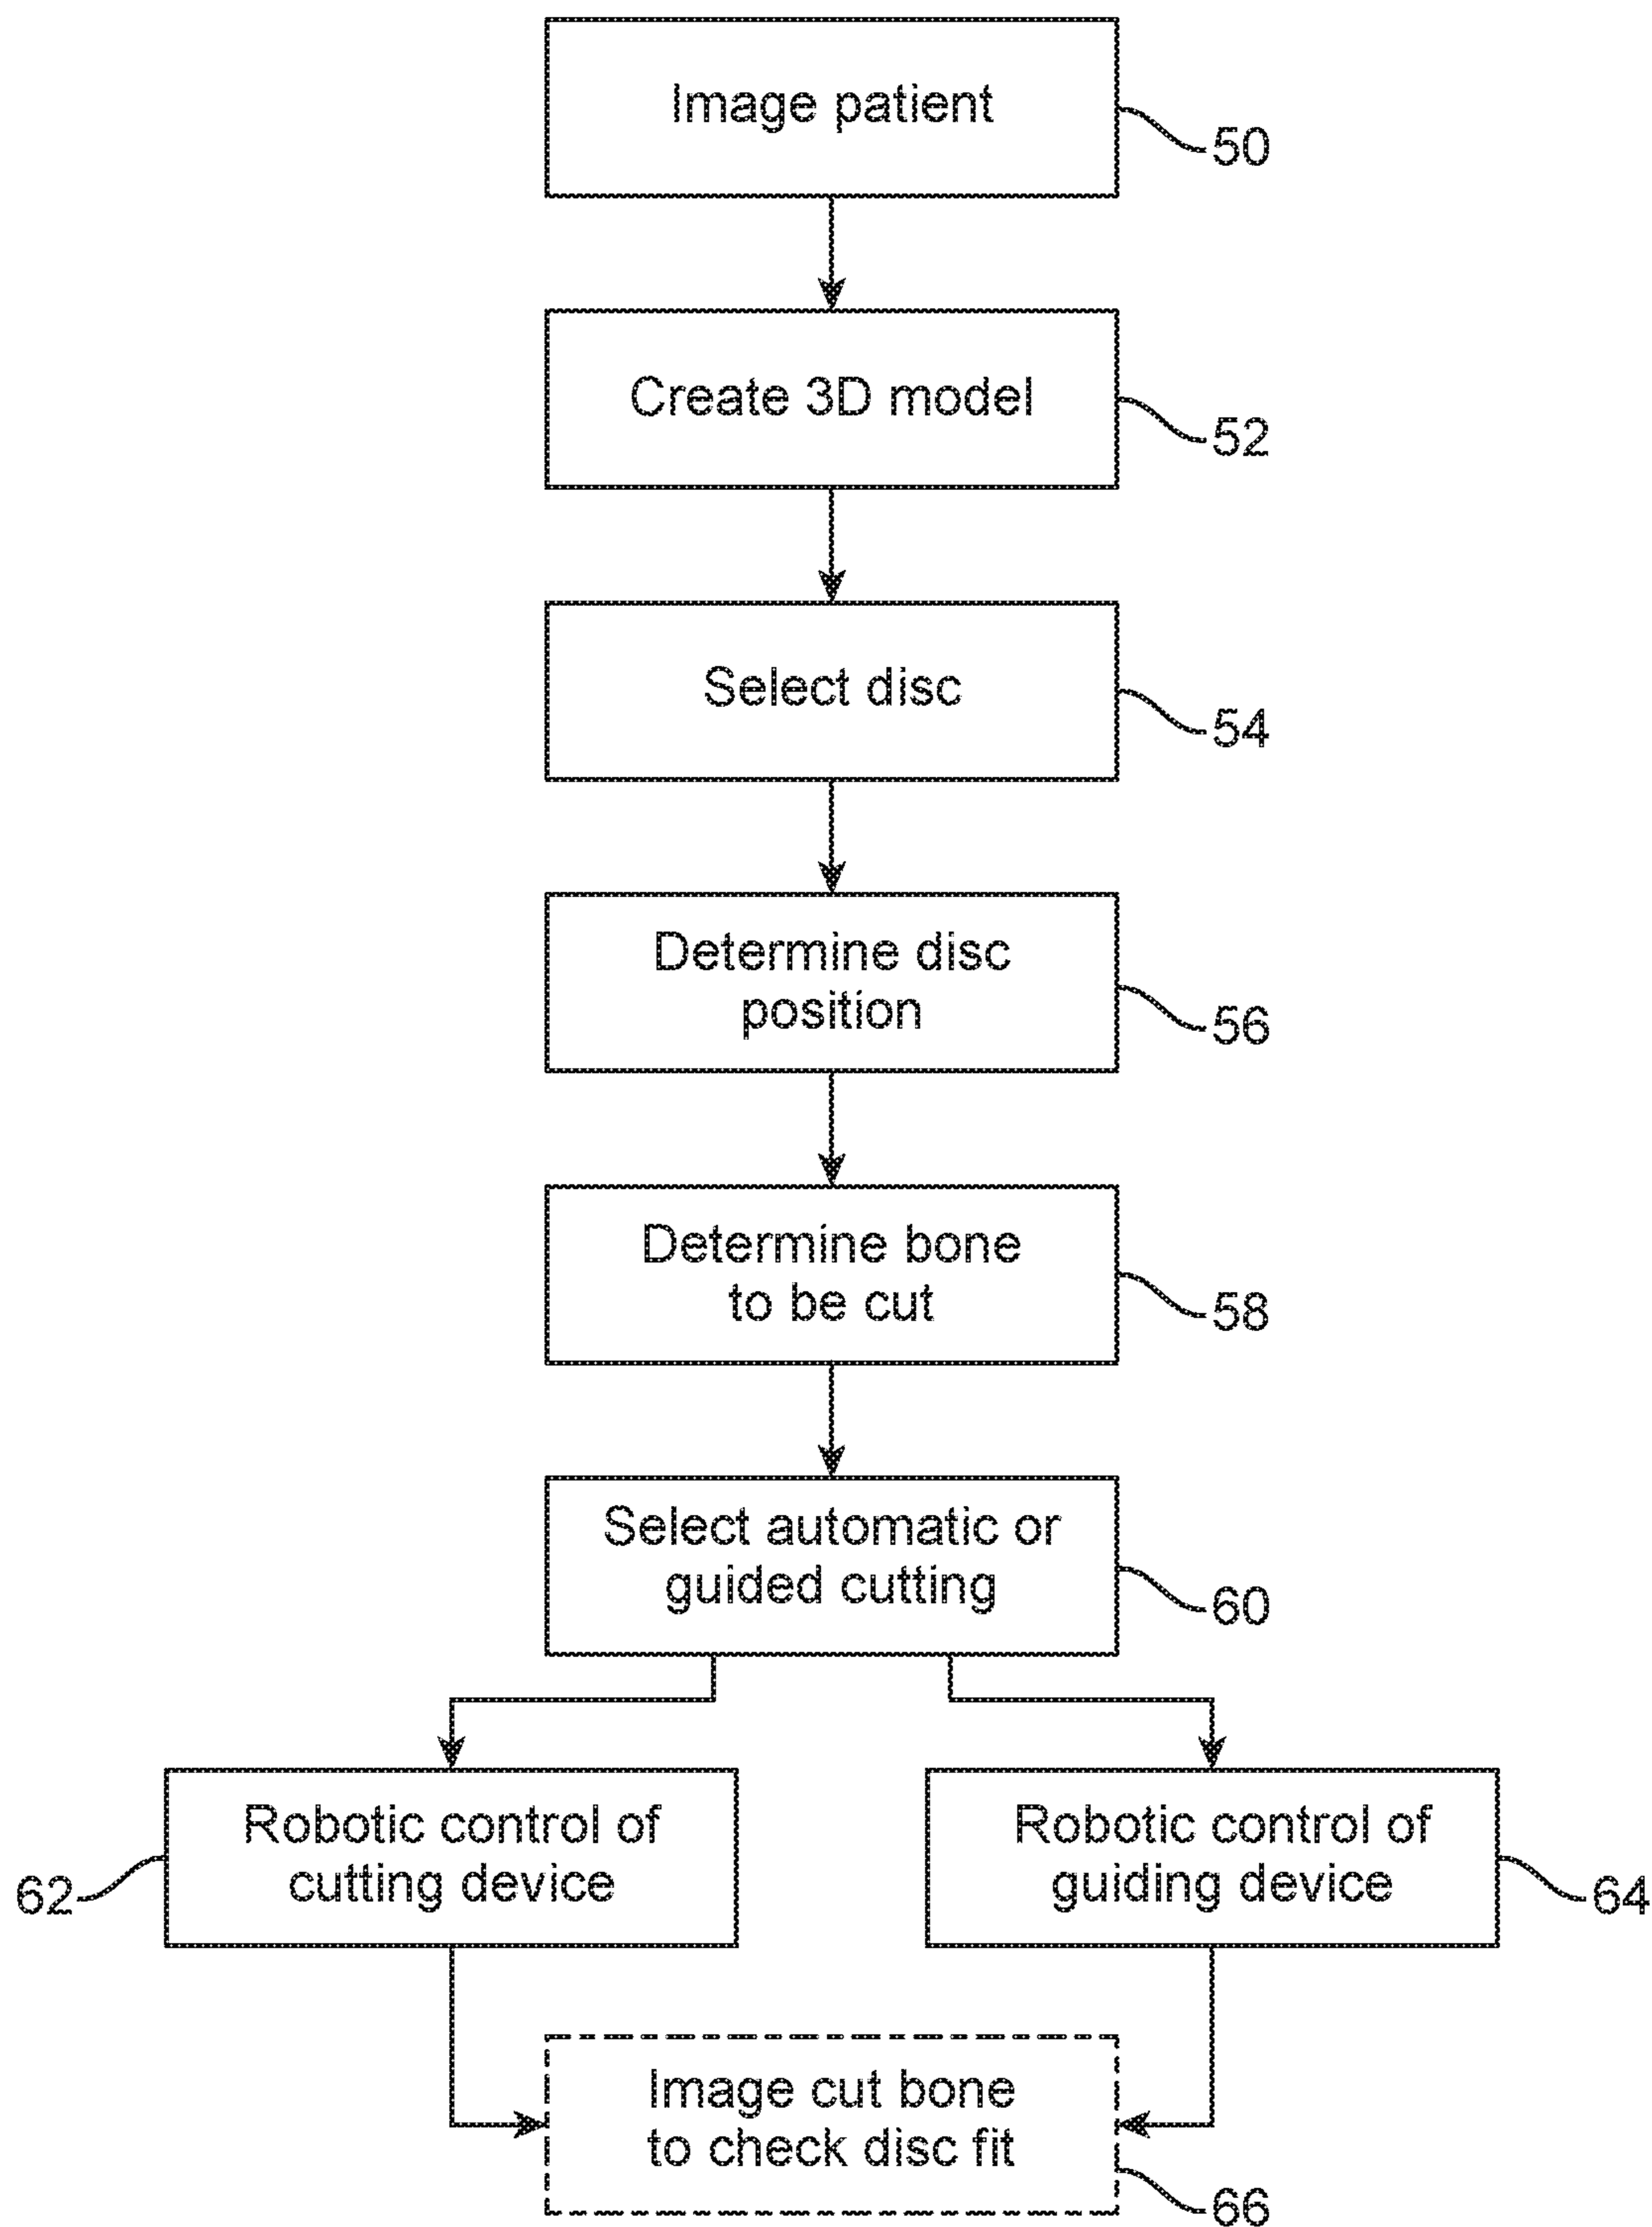 Image patient
50
Create 3D model
52
Select disc
54
Determine disc
position
56
Determine bone
to be cut
58
Select automatic or
guided cutting
60
Robotic control of
cutting device
62
Robotic control of
guiding device
64
Image cut bone
to check disc fit
66